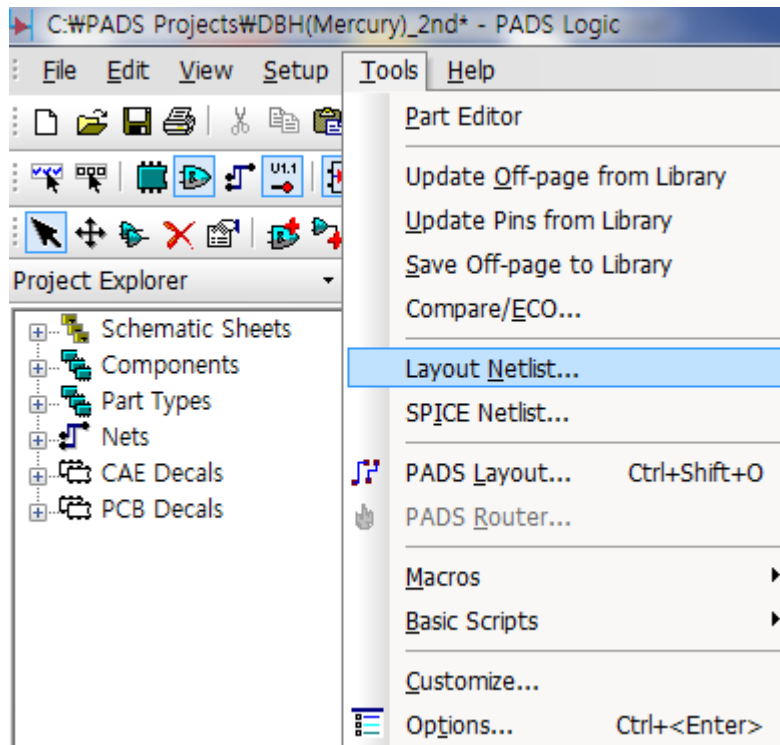 C:₩PADS Projects₩DBH(Mercury)_2nd* - PADS Logic
File Edit View Setup Tools Help
U1.1
Project Explorer
Schematic Sheets
Components
Part Types
Nets
CAE Decals
PCB Decals
Part Editor
Update Off-page from Library
Update Pins from Library
Save Off-page to Library
Compare/ECO...
Layout Netlist...
SPICE Netlist...
PADS Layout... Ctrl+Shift+O
PADS Router...
Macros
Basic Scripts
Customize...
Options... Ctrl+<Enter>